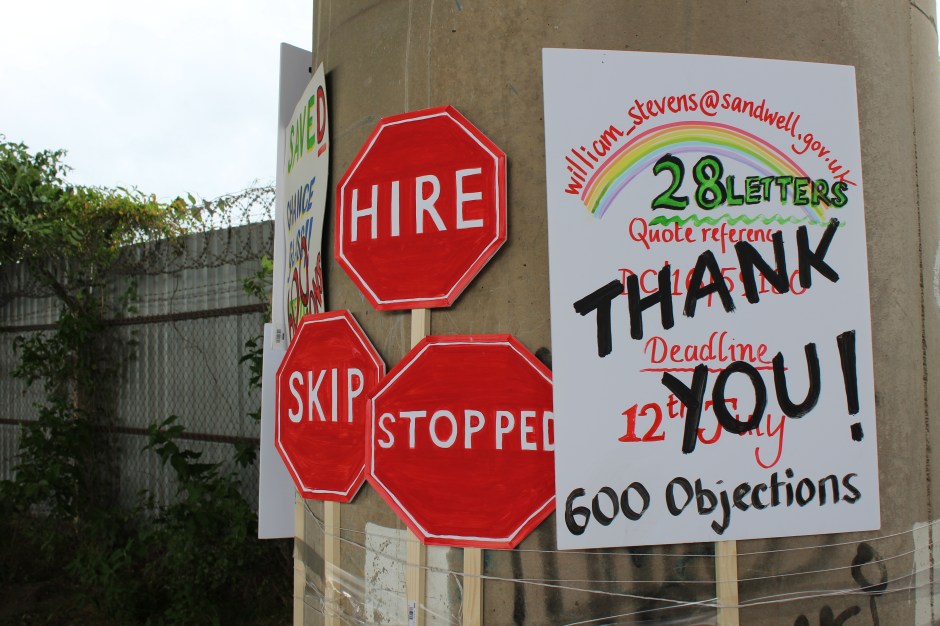 SAVED
CHANCE
HIRE
SKIP
STOPPED
william_stevens@sandwell.gov.uk
28 LETTERS
Quote reference
Deadline
12th July
THANK
YOU!
600 Objections